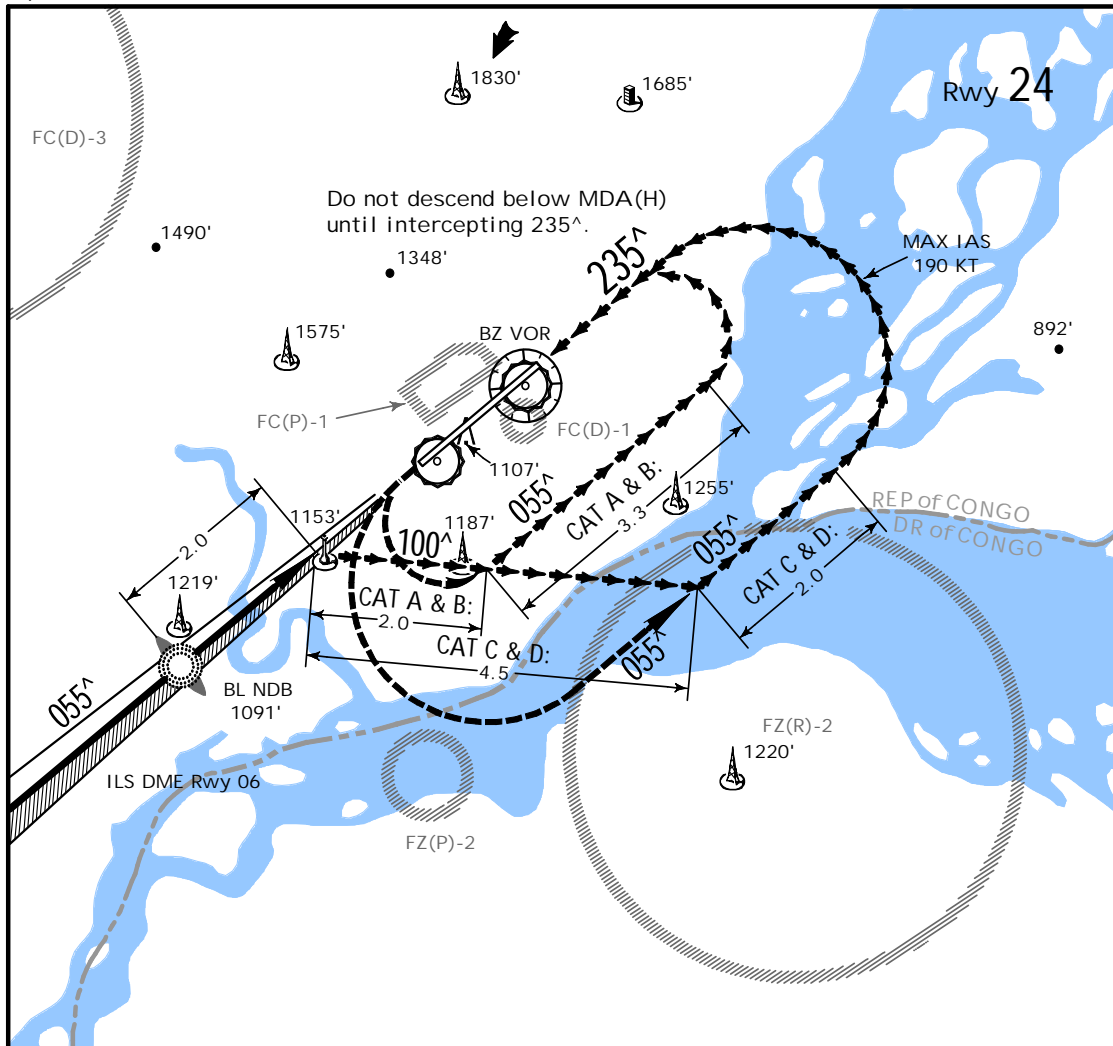 1830'
1685'
Rwy 24
FC(D)-3
Do not descend below MDA(H)
until intercepting 235^.
1490'
1348'
235^
MAX IAS
190 KT
1575'
BZ VOR
892'
FC(P)-1
FC(D)-1
1107'
055^
CAT A & B:
3.3
1255'
REP of CONGO
DR of CONGO
2.0
1153'
100^
1187'
055^
CAT C & D:
2.0
1219'
CAT A & B:
2.0
CAT C & D:
4.5
055^
055^
BL NDB
1091'
FZ(R)-2
1220'
ILS DME Rwy 06
FZ(P)-2